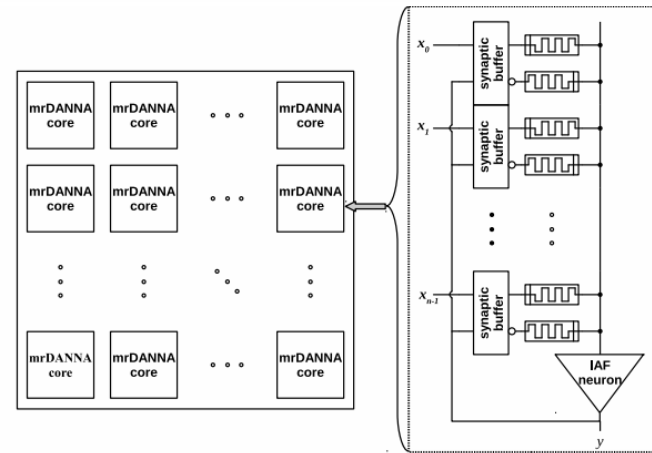 mrDANNA
core
mrDANNA
core
mrDANNA
core
mrDANNA
core
mrDANNA
core
mrDANNA
core
mrDANNA
core
mrDANNA
core
mrDANNA
core
x0
synaptic
buffer
x1
synaptic
buffer
xn-1
synaptic
buffer
IAF
neuron
y